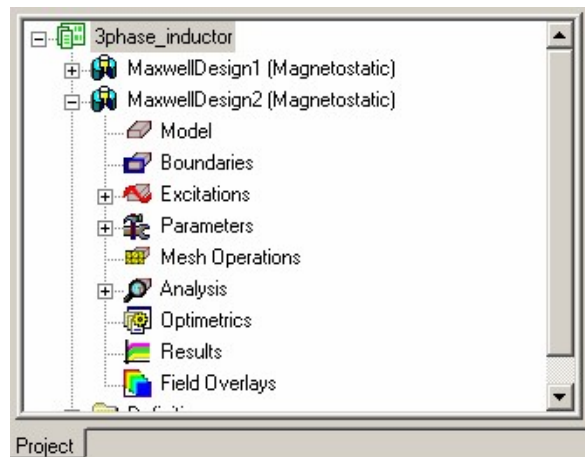 3phase_inductor
MaxwellDesign1 (Magnetostatic)
MaxwellDesign2 (Magnetostatic)
Model
Boundaries
Excitations
Parameters
Mesh Operations
Analysis
Optimetrics
Results
Field Overlays
Project